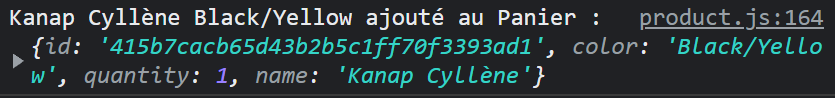 Kanap Cyllène Black/Yellow ajouté au Panier : product.js:164
{id: '415b7cacb65d43b2b5c1ff70f3393ad1', color: 'Black/Yello
w', quantity: 1, name: 'Kanap Cyllène'}